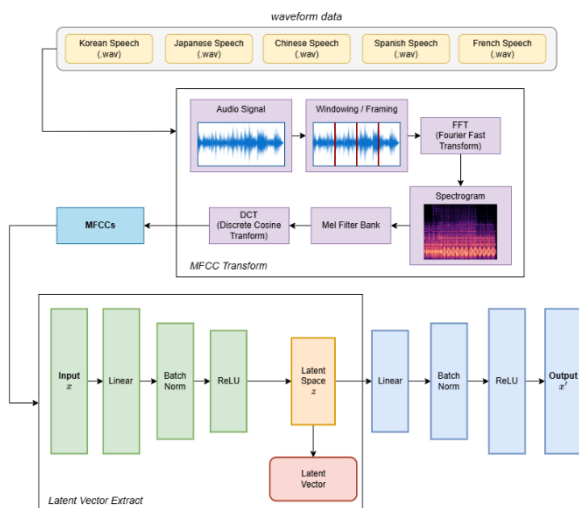 waveform data
Korean Speech
(.wav)
Japanese Speech
(.wav)
Chinese Speech
(.wav)
Spanish Speech
(.wav)
French Speech
(.wav)
Audio Signal
Windowing / Framing
FFT
(Fourier Fast
Transform)
Spectrogram
Mel Filter Bank
DCT
(Discrete Cosine
Tranform)
MFCCs
MFCC Transform
Input
x
Linear
Batch
Norm
ReLU
Latent
Space
z
Linear
Batch
Norm
ReLU
Output
x'
Latent
Vector
Latent Vector Extract